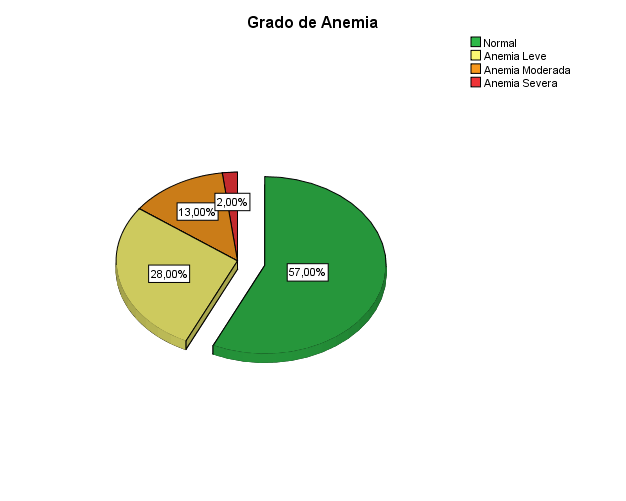 Grado de Anemia
Normal
Anemia Leve
Anemia Moderada
Anemia Severa
2,00%
13,00%
28,00%
57,00%